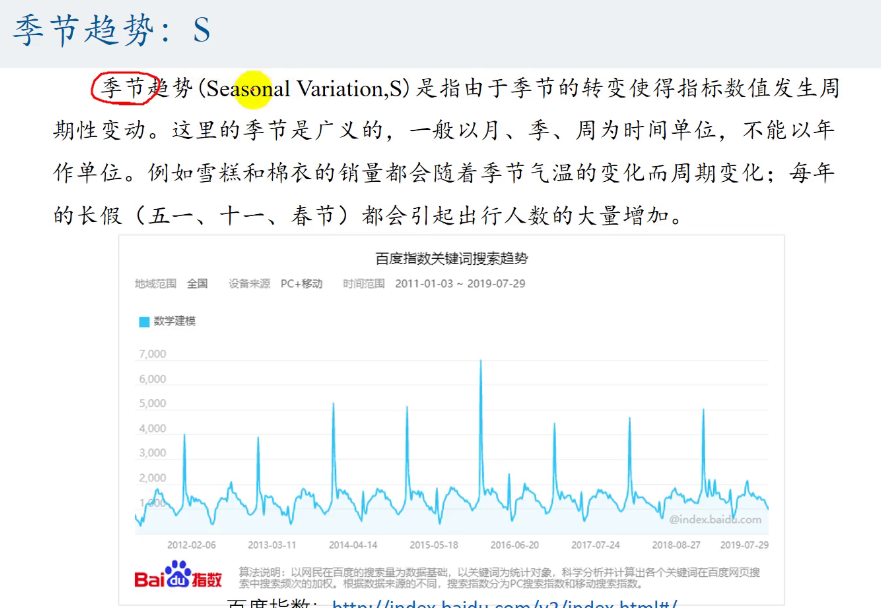 季节趋势：S
季节趋势(Seasonal Variation,S)是指由于季节的转变使得指标数值发生周
期性变动。这里的季节是广义的，一般以月、季、周为时间单位，不能以年
作单位。例如雪糕和棉衣的销量都会随着季节气温的变化而周期变化；每年
的长假（五一、十一、春节）都会引起出行人数的大量增加。
百度指数关键词搜索趋势
地域范围 全国 设备来源 PC+移动 时间范围 2011-01-03 ~ 2019-07-29
数学建模
7,000
6,000
5,000
4,000
3,000
2,000
1,000
@index.baidu.com
2012-02-06 2013-03-11 2014-04-14 2015-05-18 2016-06-20 2017-07-24 2018-08-27 2019-07-29
Bai du 指数
算法说明：以网民在百度的搜索量为数据基础，以关键词为统计对象，科学分析并计算出各个关键词在百度网页搜
索中搜索频次的加权。根据数据来源的不同，搜索指数分为PC搜索指数和移动搜索指数。
百度指数：http://index.baidu.com/v2/index.html#/